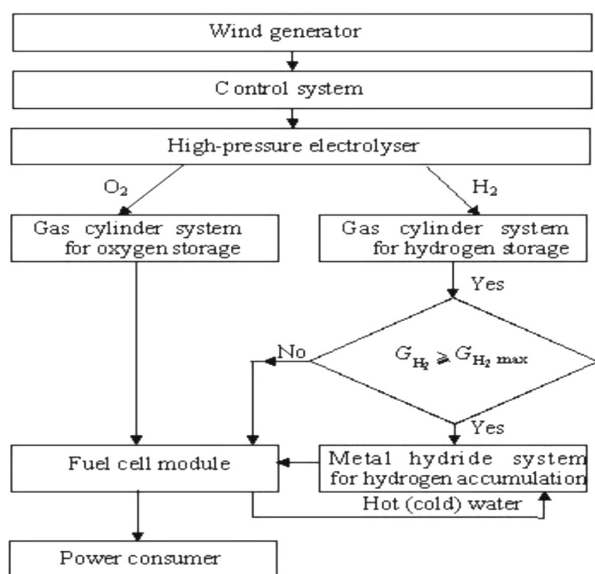 Wind generator
Control system
High-pressure electrolyser
O₂
H₂
Gas cylinder system
for oxygen storage
Gas cylinder system
for hydrogen storage
Yes
No
G_H₂ ⩾ G_H₂ max
Yes
Fuel cell module
Metal hydride system
for hydrogen accumulation
Hot (cold) water
Power consumer